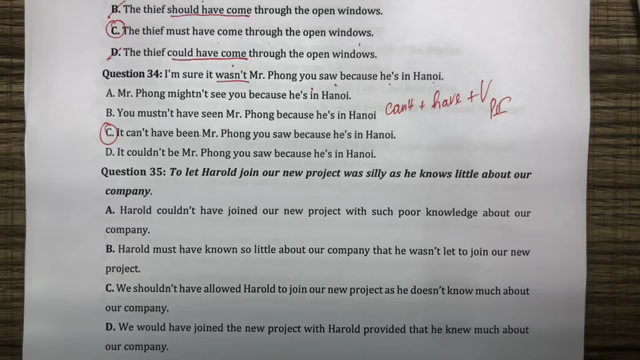 B. The thief should have come through the open windows.
C. The thief must have come through the open windows.
D. The thief could have come through the open windows.
Question 34: I'm sure it wasn't Mr. Phong you saw because he's in Hanoi.
A. Mr. Phong mightn't see you because he's in Hanoi.
B. You mustn't have seen Mr. Phong because he's in Hanoi
can't + have + V PII
C. It can't have been Mr. Phong you saw because he's in Hanoi.
D. It couldn't be Mr. Phong you saw because he's in Hanoi.
Question 35: To let Harold join our new project was silly as he knows little about our
company.
A. Harold couldn't have joined our new project with such poor knowledge about our
company.
B. Harold must have known so little about our company that he wasn't let to join our new
project.
C. We shouldn't have allowed Harold to join our new project as he doesn't know much about
our company.
D. We would have joined the new project with Harold provided that he knew much about
our company.